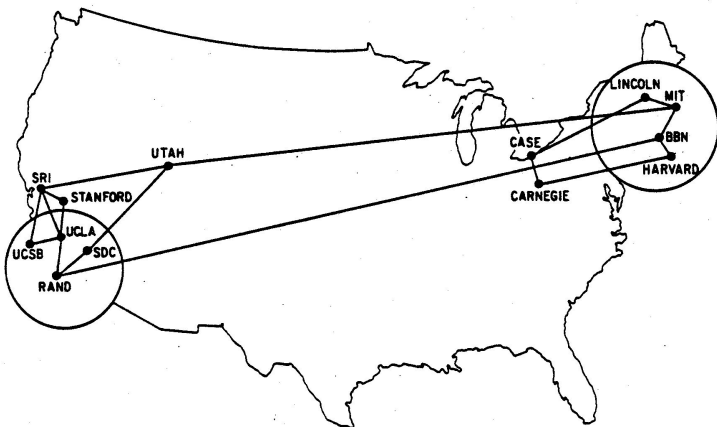 LINCOLN
MIT
CASE
BBN
UTAH
HARVARD
SRI
CARNEGIE
STANFORD
UCLA
UCSB
SDC
RAND